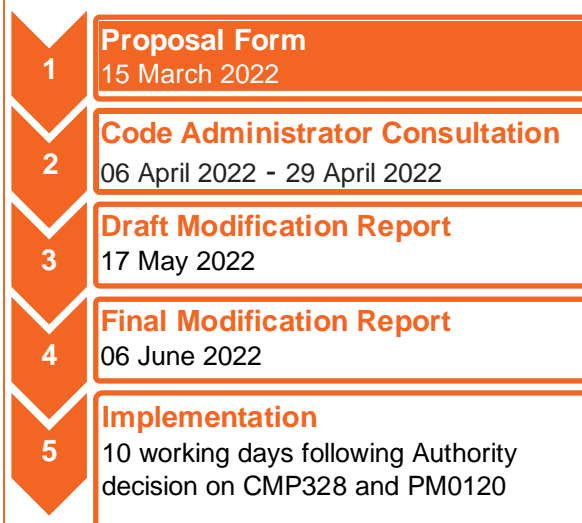 1
Proposal Form
15 March 2022
2
Code Administrator Consultation
06 April 2022 - 29 April 2022
3
Draft Modification Report
17 May 2022
4
Final Modification Report
06 June 2022
5
Implementation
10 working days following Authority
decision on CMP328 and PM0120